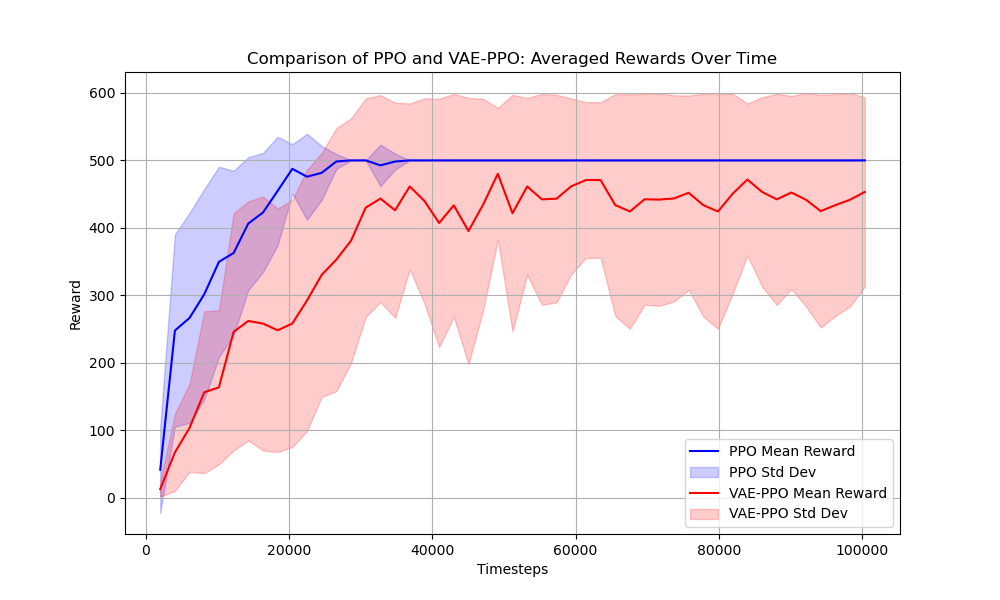 Comparison of PPO and VAE-PPO: Averaged Rewards Over Time
600
500
400
300
200
100
0
Reward
0
20000
40000
60000
80000
100000
Timesteps
PPO Mean Reward
PPO Std Dev
VAE-PPO Mean Reward
VAE-PPO Std Dev